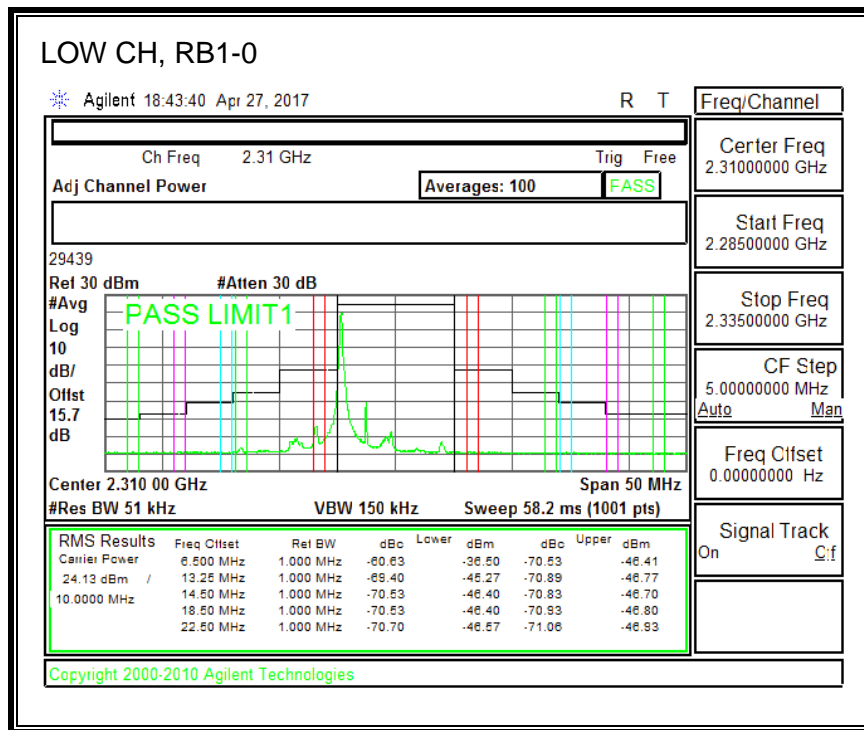 LOW CH, RB1-0
Agilent 18:43:40 Apr 27, 2017 R T
Ch Freq 2.31 GHz Trig Free
Adj Channel Power Averages: 100 PASS
29439
Ref 30 dBm #Atten 30 dB
#Avg
Log
10
dB/
Offst
15.7
dB
PASS LIMIT1
Center 2.310 00 GHz Span 50 MHz
#Res BW 51 kHz VBW 150 kHz Sweep 58.2 ms (1001 pts)
RMS Results Freq Offset Ref BW dBc Lower dBm dBc Upper dBm
Carrier Power 6.500 MHz 1.000 MHz -60.63 -36.50 -70.53 -46.41
24.13 dBm / 13.25 MHz 1.000 MHz -69.40 -45.27 -70.89 -46.77
10.0000 MHz 14.50 MHz 1.000 MHz -70.53 -46.40 -70.83 -46.70
18.50 MHz 1.000 MHz -70.53 -46.40 -70.93 -46.80
22.50 MHz 1.000 MHz -70.70 -46.57 -71.06 -46.93
Copyright 2000-2010 Agilent Technologies
Freq/Channel
Center Freq
2.31000000 GHz
Start Freq
2.28500000 GHz
Stop Freq
2.33500000 GHz
CF Step
5.00000000 MHz
Auto Man
Freq Offset
0.00000000 Hz
Signal Track
On Off